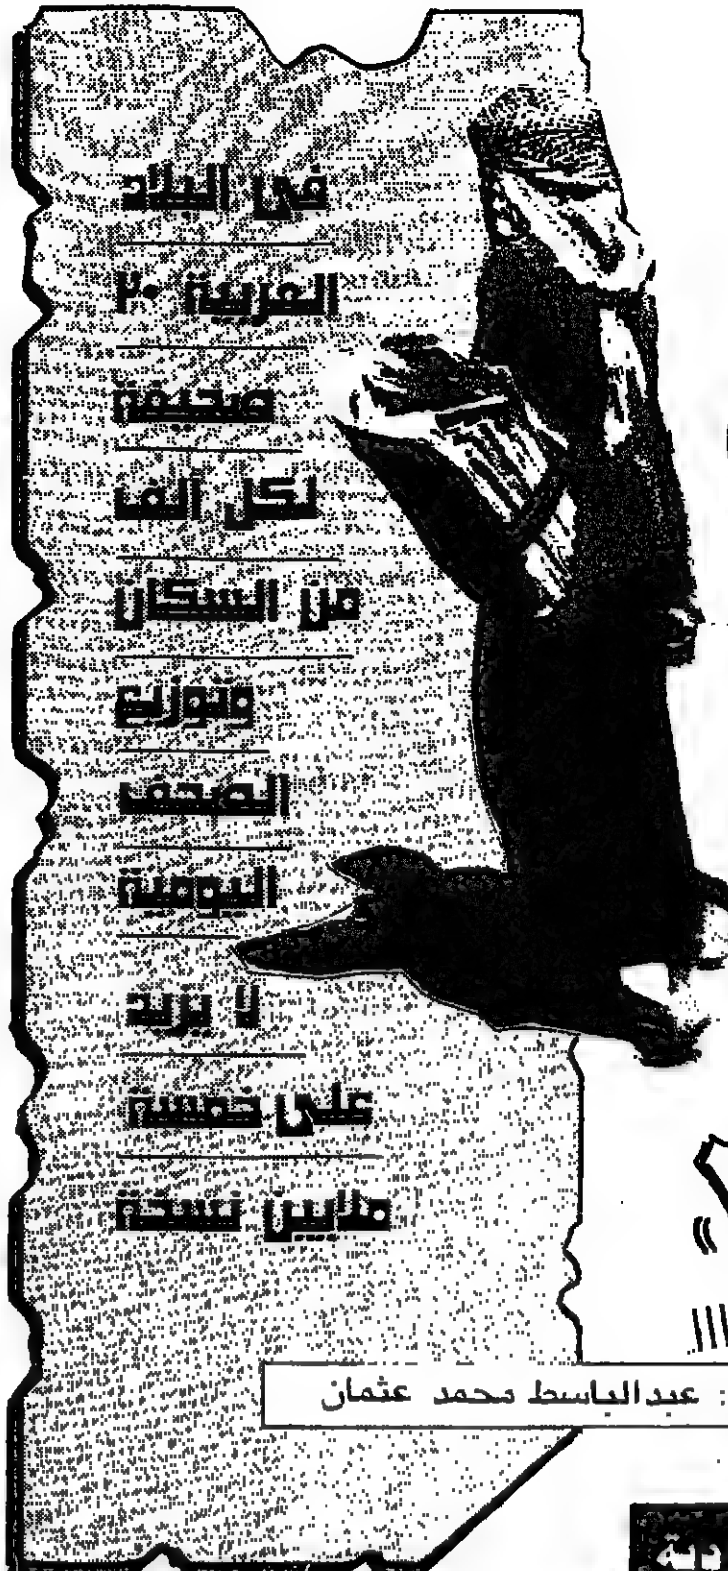 في البلاد
العربية ٢٠
صحيفة
لكل ألف
من السكان
وتوزيع
الصحف
اليومية
لا يزيد
على خمسة
ملايين نسخة
: عبدالباسط محمد عثمان